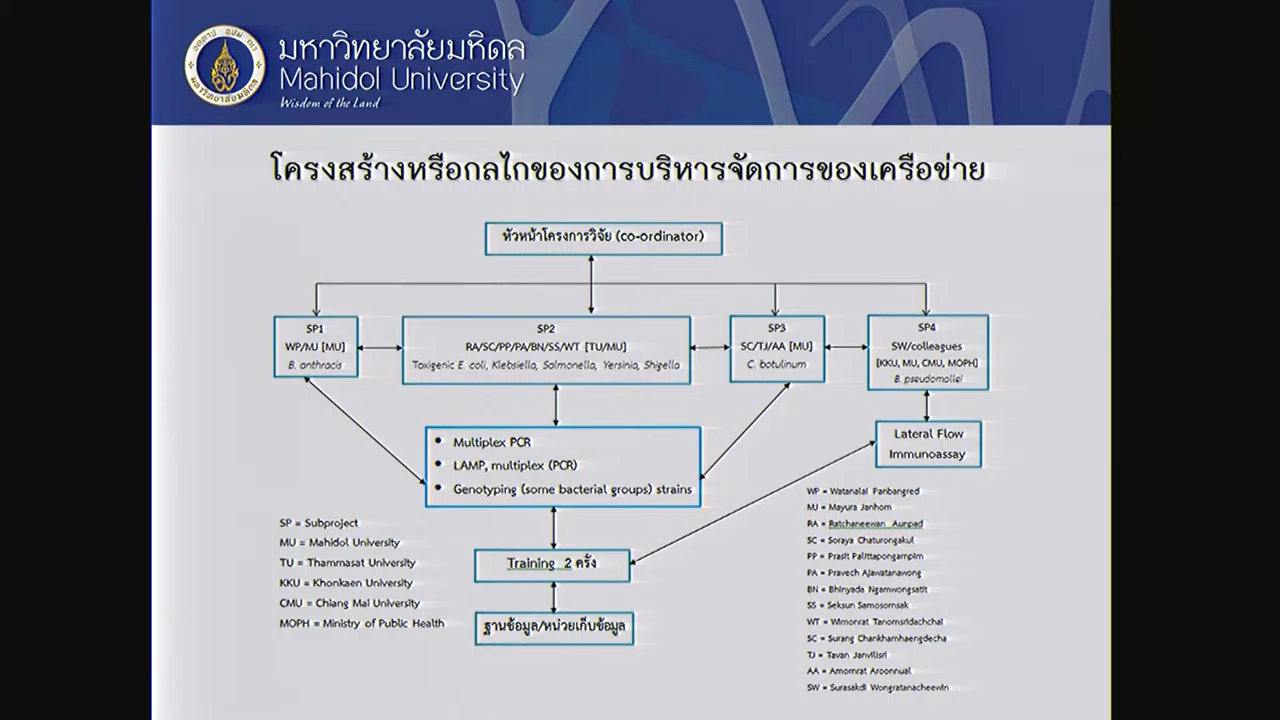 มหาวิทยาลัยมหิดล
Mahidol University
Wisdom of the Land
โครงสร้างหรือกลไกของการบริหารจัดการของเครือข่าย
หัวหน้าโครงการวิจัย (co-ordinator)
SP1
WP/MJ [MU]
B. anthracis
SP2
RA/SC/PP/PA/BN/SS/WT [TU/MU]
Toxigenic E. coli, Klebsiella, Salmonella, Yersinia, Shigella
SP3
SC/TJ/AA [MU]
C. botulinum
SP4
SW/colleagues
[KKU, MU, CMU, MOPH]
B. pseudomallei
• Multiplex PCR
• LAMP, multiplex (PCR)
• Genotyping (some bacterial groups) strains
Lateral Flow
Immunoassay
Training 2 ครั้ง
ฐานข้อมูล/หน่วยเก็บข้อมูล
SP = Subproject
MU = Mahidol University
TU = Thammasat University
KKU = Khonkaen University
CMU = Chiang Mai University
MOPH = Ministry of Public Health
WP = Watanalai Panbangred
MJ = Mayura Janhom
RA = Ratchaneewan Aunpad
SC = Soraya Chaturongakul
PP = Prasit Palittapongarnpim
PA = Pravech Ajawatanawong
BN = Bhinyada Ngamwongsatit
SS = Seksun Samosornsak
WT = Wimonrat Tanomsridachchai
SC = Surang Chankhamhaengdecha
TJ = Tavan Janvilisri
AA = Amornrat Aroonnual
SW = Surasakdi Wongratanacheewin